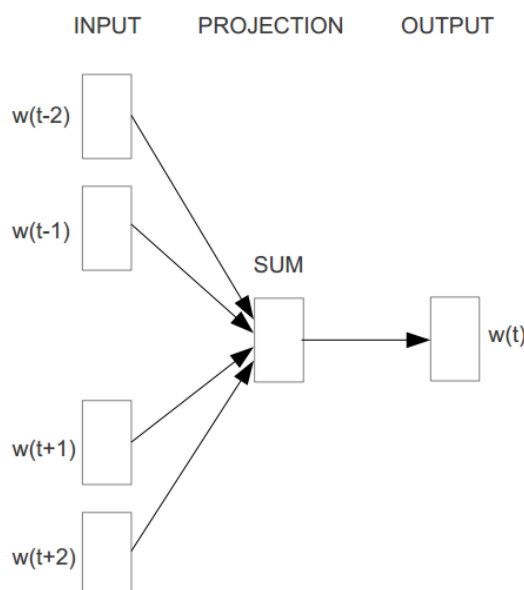 INPUT PROJECTION OUTPUT
w(t-2)
w(t-1)
SUM
w(t)
w(t+1)
w(t+2)